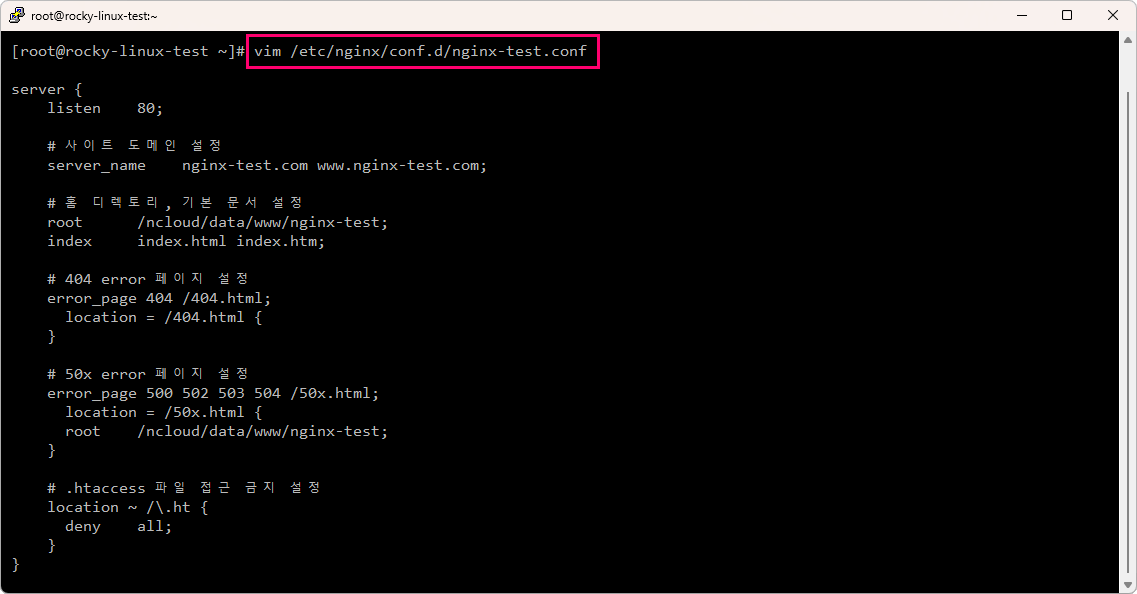 root@rocky-linux-test:~
[root@rocky-linux-test ~]# vim /etc/nginx/conf.d/nginx-test.conf
server {
    listen    80;
    # 사이트 도메인 설정
    server_name    nginx-test.com www.nginx-test.com;
    # 홈 디렉토리, 기본 문서 설정
    root      /ncloud/data/www/nginx-test;
    index     index.html index.htm;
    # 404 error 페이지 설정
    error_page 404 /404.html;
      location = /404.html {
    }
    # 50x error 페이지 설정
    error_page 500 502 503 504 /50x.html;
      location = /50x.html {
      root    /ncloud/data/www/nginx-test;
    }
    # .htaccess 파일 접근 금지 설정
    location ~ /\.ht {
      deny    all;
    }
}